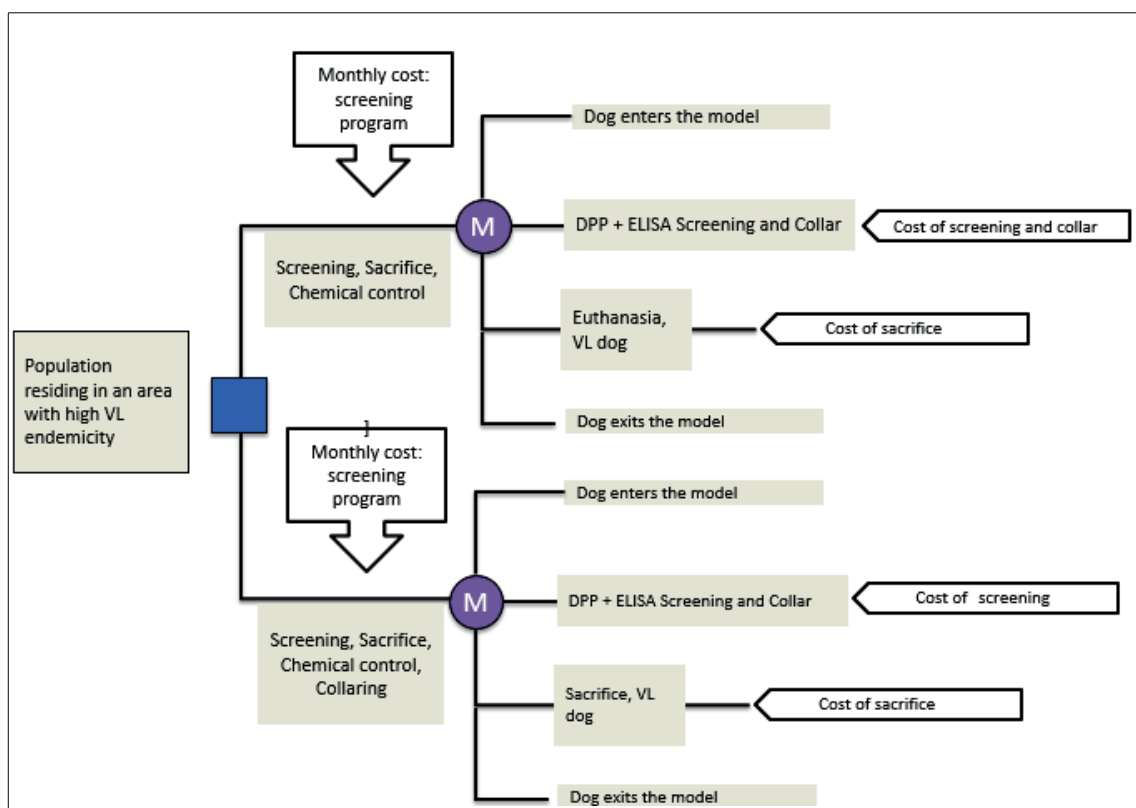 Monthly cost:
screening
program
Dog enters the model
M
DPP + ELISA Screening and Collar
Cost of screening and collar
Screening, Sacrifice,
Chemical control
Euthanasia,
VL dog
Cost of sacrifice
Population
residing in an area
with high VL
endemicity
Dog exits the model
]
Monthly cost:
screening
program
Dog enters the model
M
DPP + ELISA Screening and Collar
Cost of screening
Screening, Sacrifice,
Chemical control,
Collaring
Sacrifice, VL
dog
Cost of sacrifice
Dog exits the model